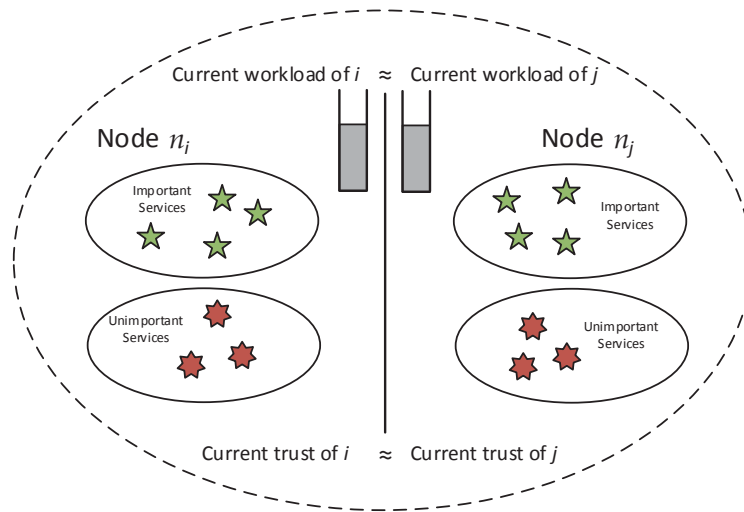 Current workload of i ≈ Current workload of j
Node n_i
Node n_j
Important
Services
Important
Services
Unimportant
Services
Unimportant
Services
Current trust of i ≈ Current trust of j